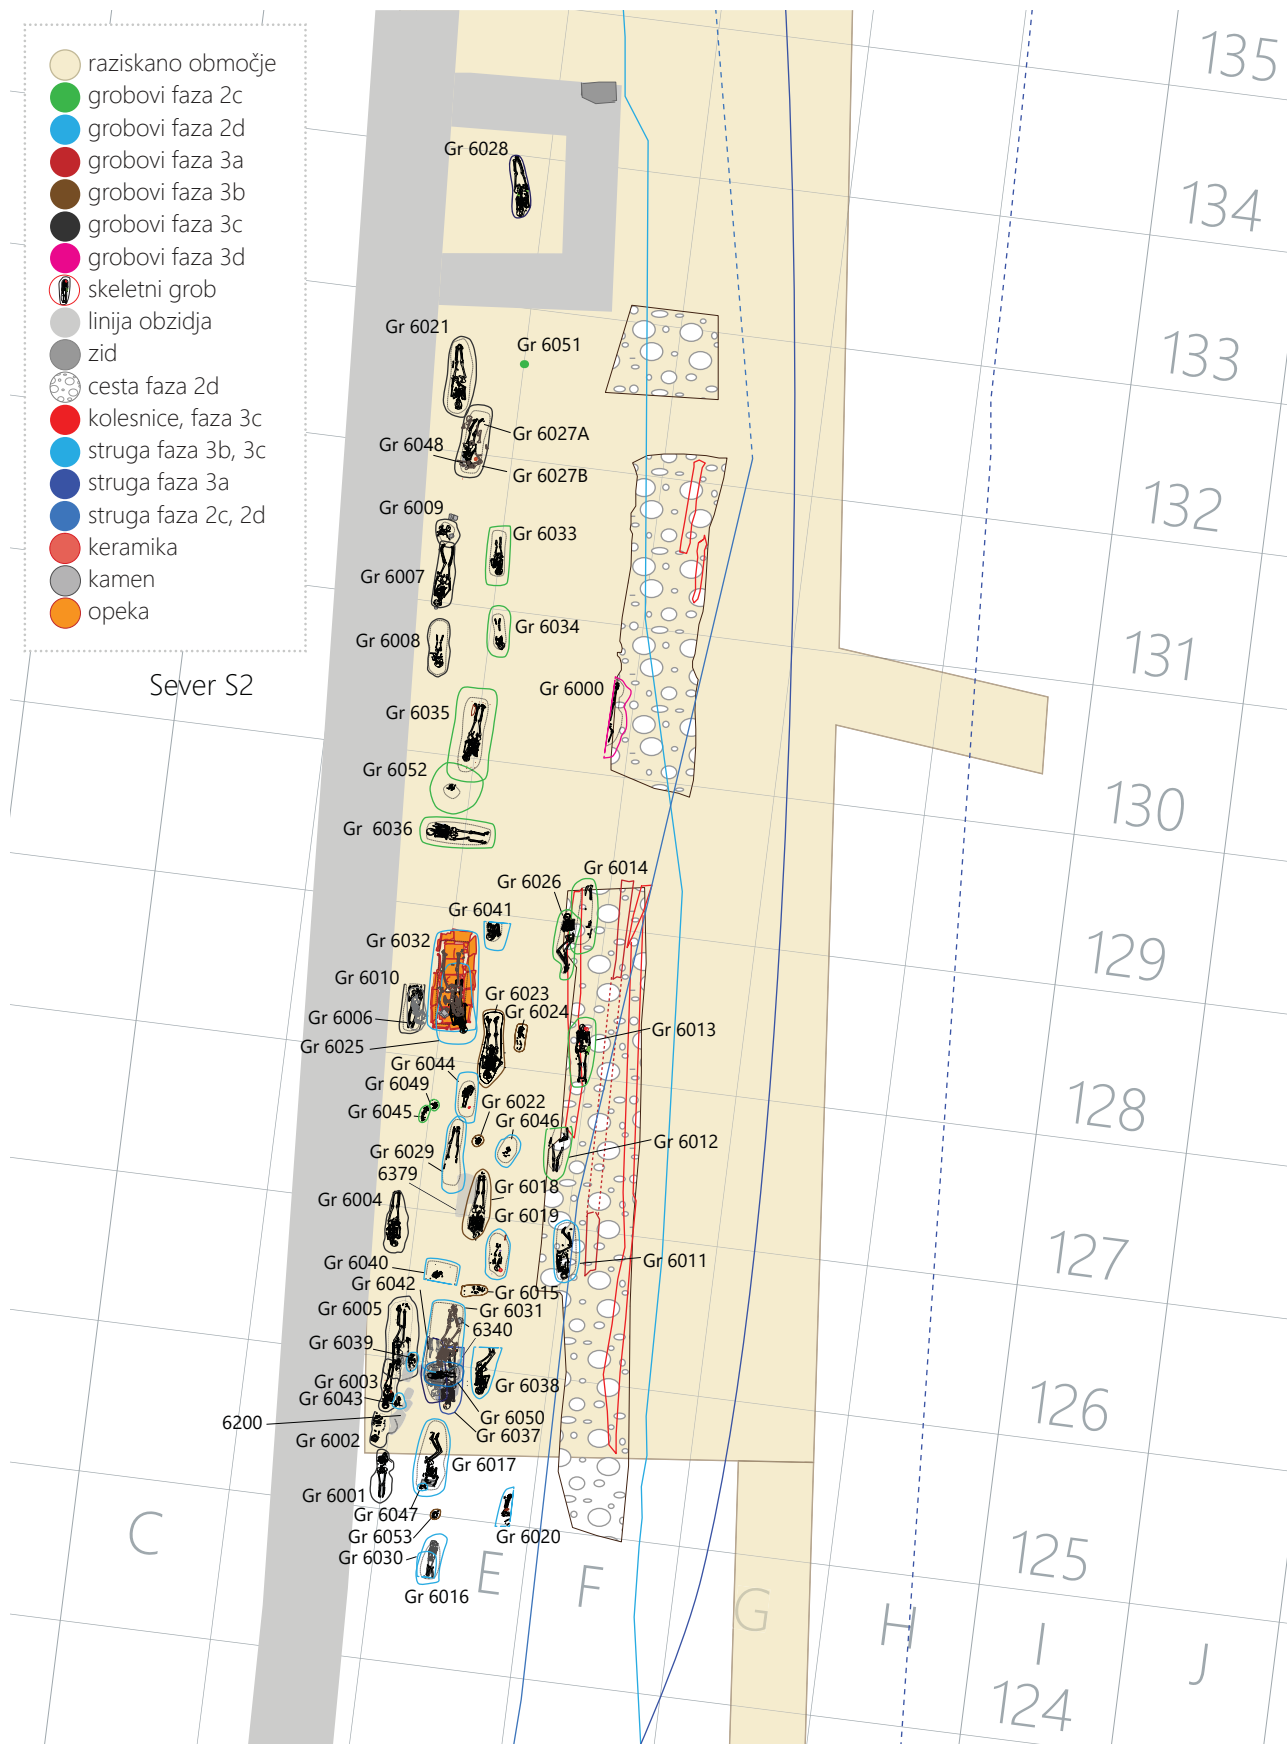 raziskano območje
grobovi faza 2c
grobovi faza 2d
grobovi faza 3a
grobovi faza 3b
grobovi faza 3c
grobovi faza 3d
skeletni grob
linija obzidja
zid
cesta faza 2d
kolesnice, faza 3c
struga faza 3b, 3c
struga faza 3a
struga faza 2c, 2d
keramika
kamen
opeka
Sever S2
135
Gr 6028
134
Gr 6021
Gr 6051
133
Gr 6027A
Gr 6048
Gr 6027B
132
Gr 6009
Gr 6033
Gr 6007
Gr 6034
Gr 6008
131
Gr 6000
Gr 6035
Gr 6052
130
Gr 6036
Gr 6014
Gr 6026
Gr 6041
Gr 6032
129
Gr 6010
Gr 6023
Gr 6024
Gr 6006
Gr 6013
Gr 6025
Gr 6044
Gr 6049
128
Gr 6045
Gr 6022
Gr 6046
Gr 6012
Gr 6029
6379
Gr 6018
Gr 6004
Gr 6019
127
Gr 6040
Gr 6011
Gr 6042
Gr 6015
Gr 6005
Gr 6031
6340
Gr 6039
Gr 6003
Gr 6038
Gr 6043
126
6200
Gr 6050
Gr 6002
Gr 6037
Gr 6017
Gr 6001
Gr 6047
C
Gr 6053
Gr 6020
Gr 6030
125
Gr 6016
E
F
G
H
I
J
124